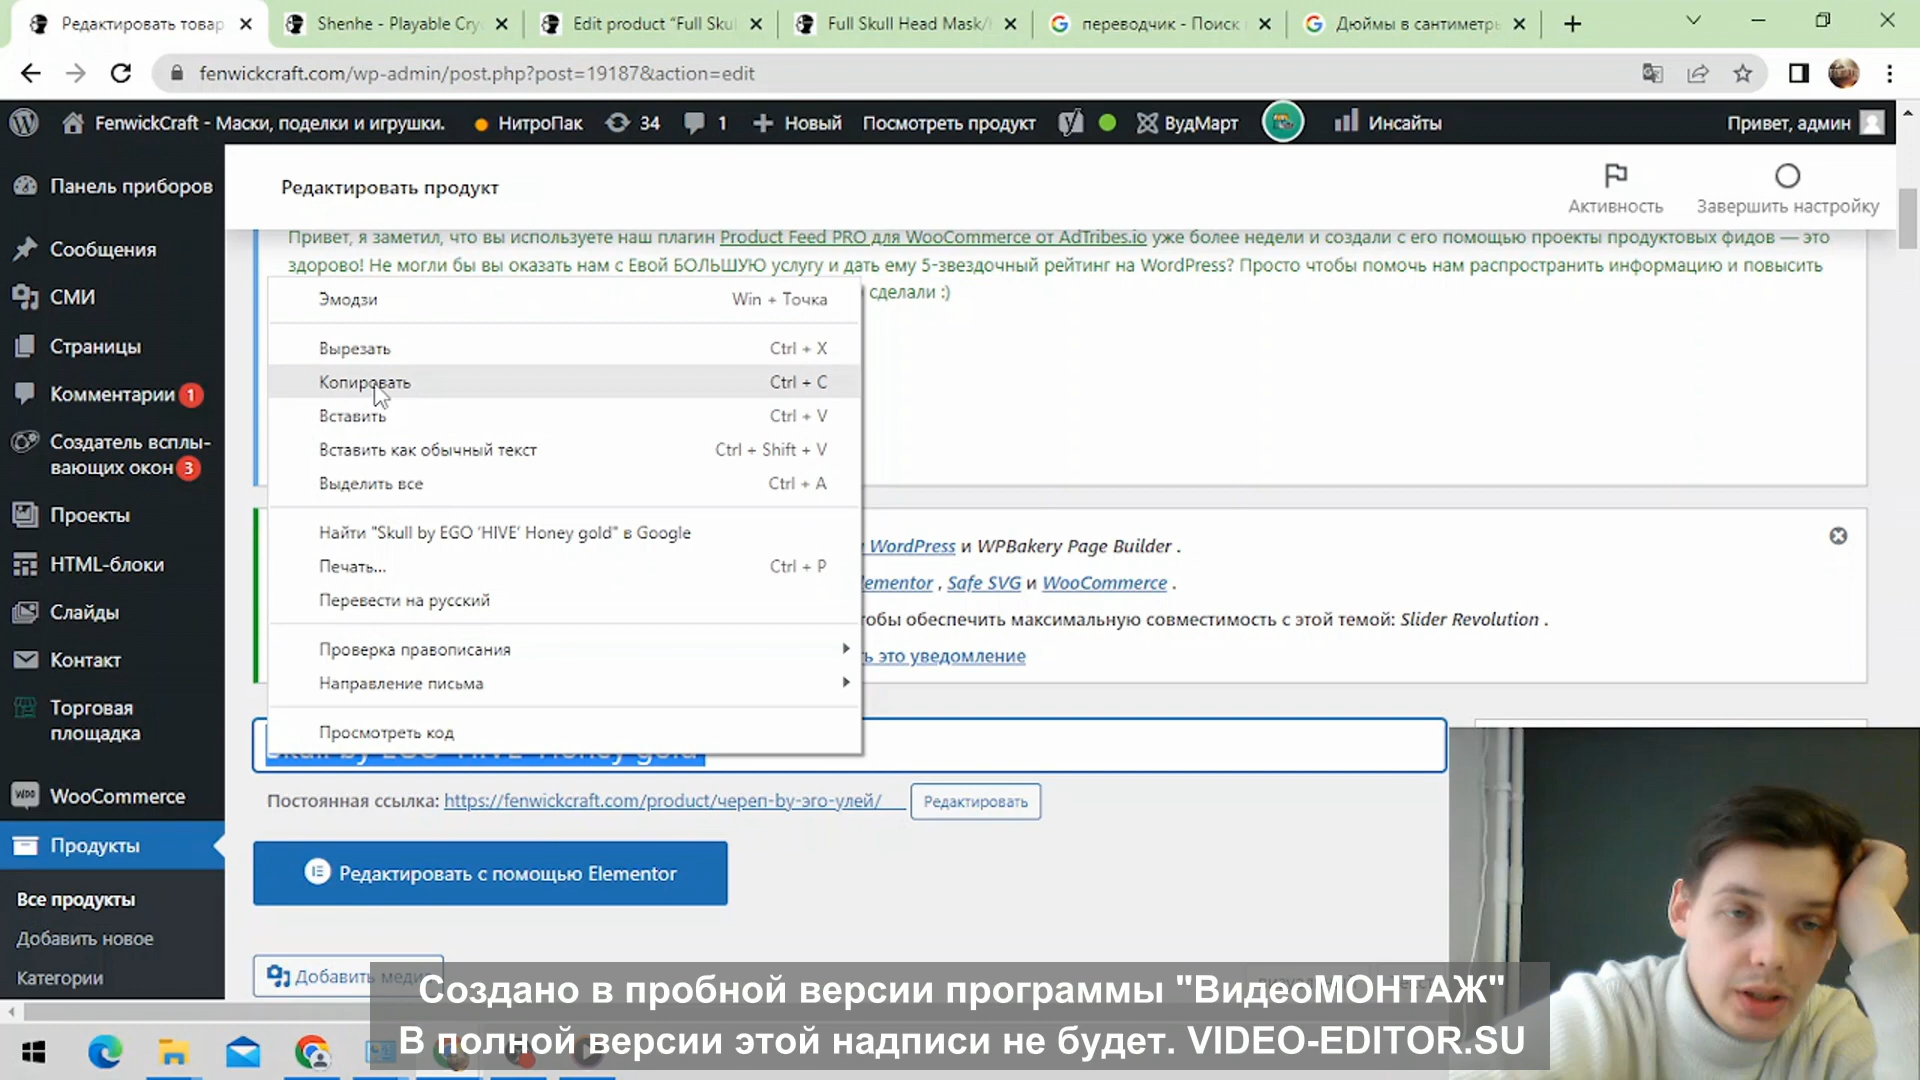 Редактировать товар
Shenhe - Playable Cry
Edit product “Full Sku
Full Skull Head Mask/
переводчик - Поиск
Дюймы в сантиметры
fenwickcraft.com/wp-admin/post.php?post=19187&action=edit
FenwickCraft - Маски, поделки и игрушки.
НитроПак
34
1
Новый
Посмотреть продукт
ВудМарт
Инсайты
Привет, админ
Панель приборов
Сообщения
СМИ
Страницы
Комментарии 1
Создатель всплы-
вающих окон 3
Проекты
HTML-блоки
Слайды
Контакт
Торговая
площадка
WooCommerce
Продукты
Все продукты
Добавить новое
Категории
Редактировать продукт
Активность
Завершить настройку
Привет, я заметил, что вы используете наш плагин Product Feed PRO для WooCommerce от AdTribes.io уже более недели и создали с его помощью проекты продуктовых фидов — это
здорово! Не могли бы вы оказать нам с Евой БОЛЬШУЮ услугу и дать ему 5-звездочный рейтинг на WordPress? Просто чтобы помочь нам распространить информацию и повысить
сделали :)
Эмодзи Win + Точка
Вырезать Ctrl + X
Копировать Ctrl + C
Вставить Ctrl + V
Вставить как обычный текст Ctrl + Shift + V
Выделить все Ctrl + A
Найти "Skull by EGO ‘HIVE’ Honey gold" в Google
Печать... Ctrl + P
Перевести на русский
Проверка правописания
Направление письма
Просмотреть код
WordPress и WPBakery Page Builder .
lementor , Safe SVG и WooCommerce .
тобы обеспечить максимальную совместимость с этой темой: Slider Revolution .
ь это уведомление
Skull by EGO ‘HIVE’ Honey gold
Постоянная ссылка: https://fenwickcraft.com/product/череп-by-эго-улей/
Редактировать
Редактировать с помощью Elementor
Добавить медиа
Создано в пробной версии программы "ВидеоМОНТАЖ"
В полной версии этой надписи не будет. VIDEO-EDITOR.SU